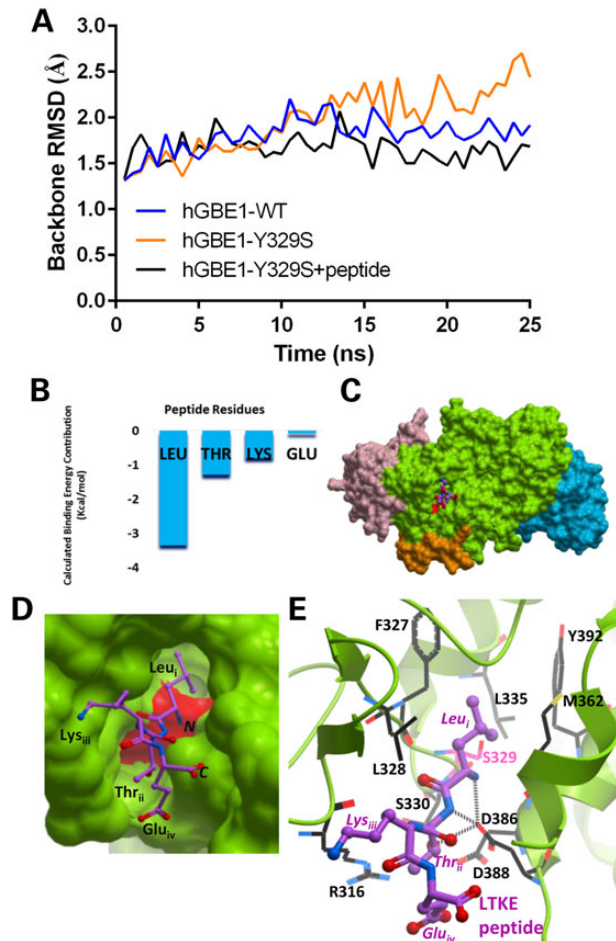 A
Backbone RMSD (Å)
3.0
2.5
2.0
1.5
1.0
0.5
0.0
hGBE1-WT
hGBE1-Y329S
hGBE1-Y329S+peptide
0 5 10 15 20 25
Time (ns)
B
Peptide Residues
Calculated Binding Energy Contribution
(Kcal/mol)
0
-1
-2
-3
-4
LEU THR LYS GLU
C
D
Leui
Lysiii
N
C
Thrii
Gluiv
E
F327
Y392
L335
M362
Leui
S329
L328
S330
D386
Lysiii
Thrii
D388
R316
LTKE
peptide
Gluiv